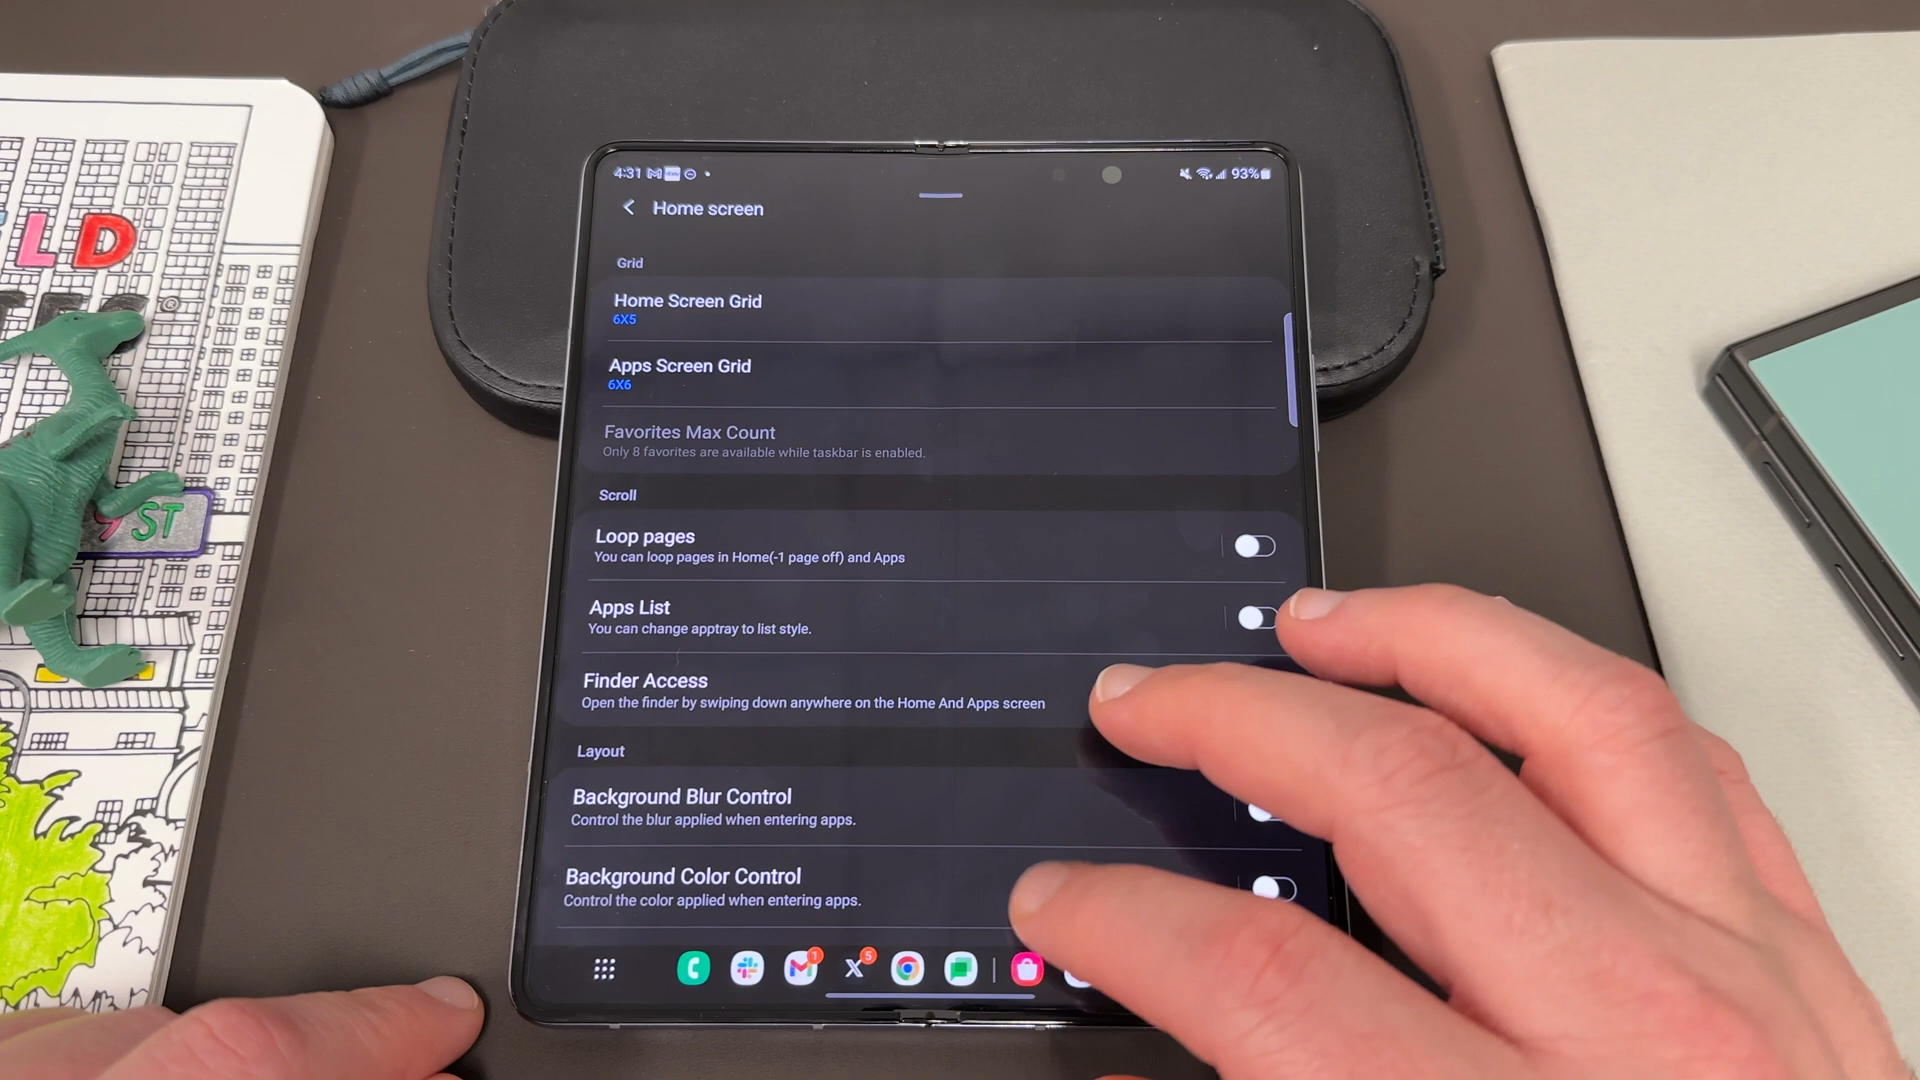 4:31
93%
Home screen
Grid
Home Screen Grid
6X5
Apps Screen Grid
6X6
Favorites Max Count
Only 8 favorites are available while taskbar is enabled.
Scroll
Loop pages
You can loop pages in Home(-1 page off) and Apps
Apps List
You can change apptray to list style.
Finder Access
Open the finder by swiping down anywhere on the Home And Apps screen
Layout
Background Blur Control
Control the blur applied when entering apps.
Background Color Control
Control the color applied when entering apps.
1
5
LD
®
9 ST